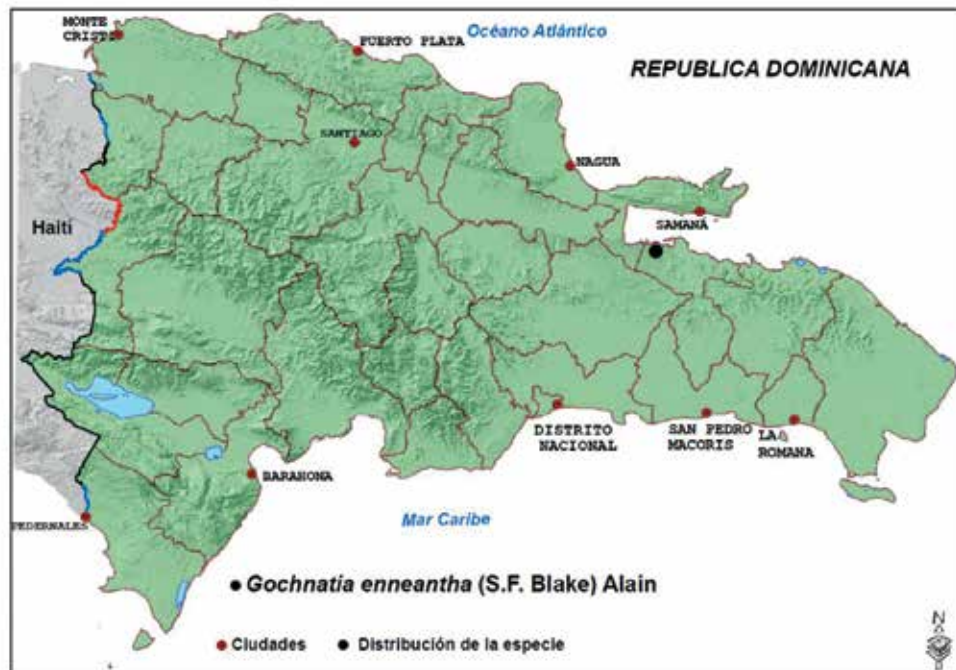 MONTE
CRISTI
PUERTO PLATA
Océano Atlántico
REPUBLICA DOMINICANA
SANTIAGO
NAGUA
Haití
SAMANÁ
DISTRITO
NACIONAL
SAN PEDRO
MACORIS
LA
ROMANA
BARAHONA
PEDERNALES
Mar Caribe
Gochnatia enneantha (S.F. Blake) Alain
Ciudades
Distribución de la especie
N